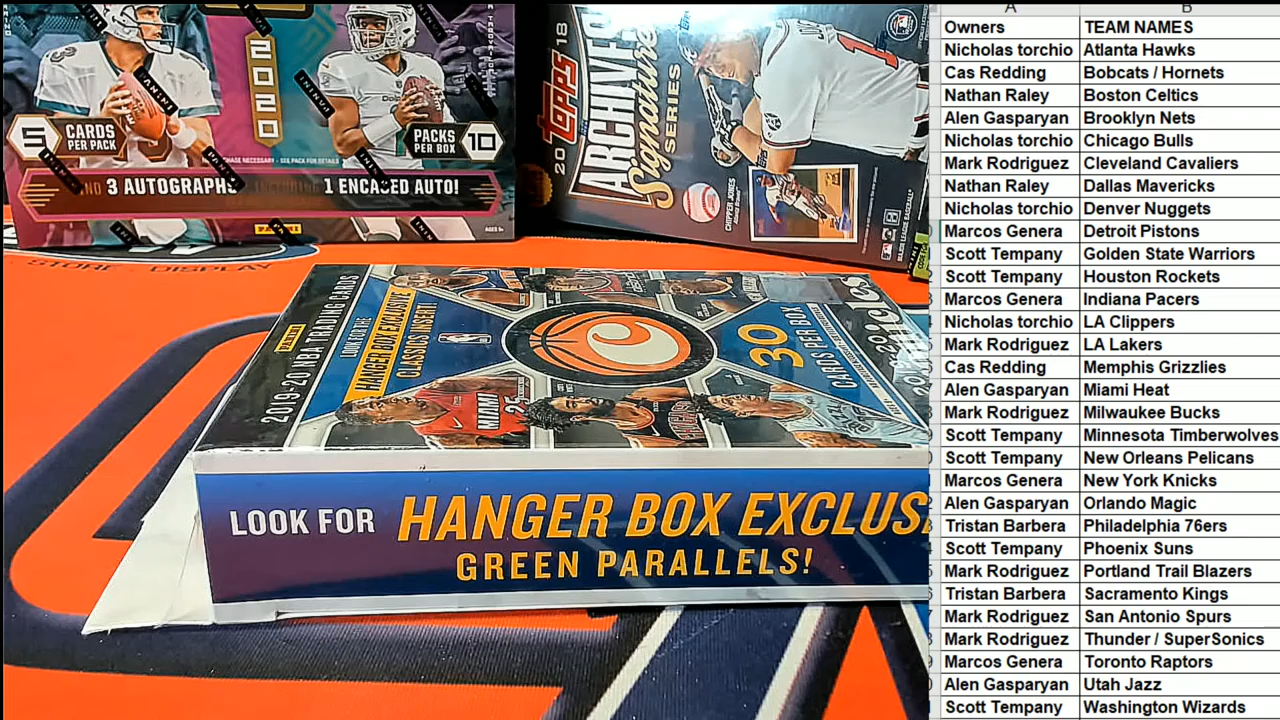 2020
5 CARDS PER PACK
PACKS PER BOX 10
3 AUTOGRAPHS
1 ENCASED AUTO!
PANINI
2018 TOPPS
ARCHIVES
Signature
SERIES
CHIPPER JONES
STORE DISPLAY
PANINI
2019-20 NBA TRADING CARDS
LOOK FOR THE
HANGER BOX EXCLUSIVE
CLASSICS INSERT!
NBA
30
CARDS PER BOX
MIAMI
25
LOOK FOR HANGER BOX EXCLUS
GREEN PARALLELS!
A B
Owners TEAM NAMES
Nicholas torchio Atlanta Hawks
Cas Redding Bobcats / Hornets
Nathan Raley Boston Celtics
Alen Gasparyan Brooklyn Nets
Nicholas torchio Chicago Bulls
Mark Rodriguez Cleveland Cavaliers
Nathan Raley Dallas Mavericks
Nicholas torchio Denver Nuggets
Marcos Genera Detroit Pistons
Scott Tempany Golden State Warriors
Scott Tempany Houston Rockets
Marcos Genera Indiana Pacers
Nicholas torchio LA Clippers
Mark Rodriguez LA Lakers
Cas Redding Memphis Grizzlies
Alen Gasparyan Miami Heat
Mark Rodriguez Milwaukee Bucks
Scott Tempany Minnesota Timberwolves
Scott Tempany New Orleans Pelicans
Marcos Genera New York Knicks
Alen Gasparyan Orlando Magic
Tristan Barbera Philadelphia 76ers
Scott Tempany Phoenix Suns
Mark Rodriguez Portland Trail Blazers
Tristan Barbera Sacramento Kings
Mark Rodriguez San Antonio Spurs
Mark Rodriguez Thunder / SuperSonics
Marcos Genera Toronto Raptors
Alen Gasparyan Utah Jazz
Scott Tempany Washington Wizards